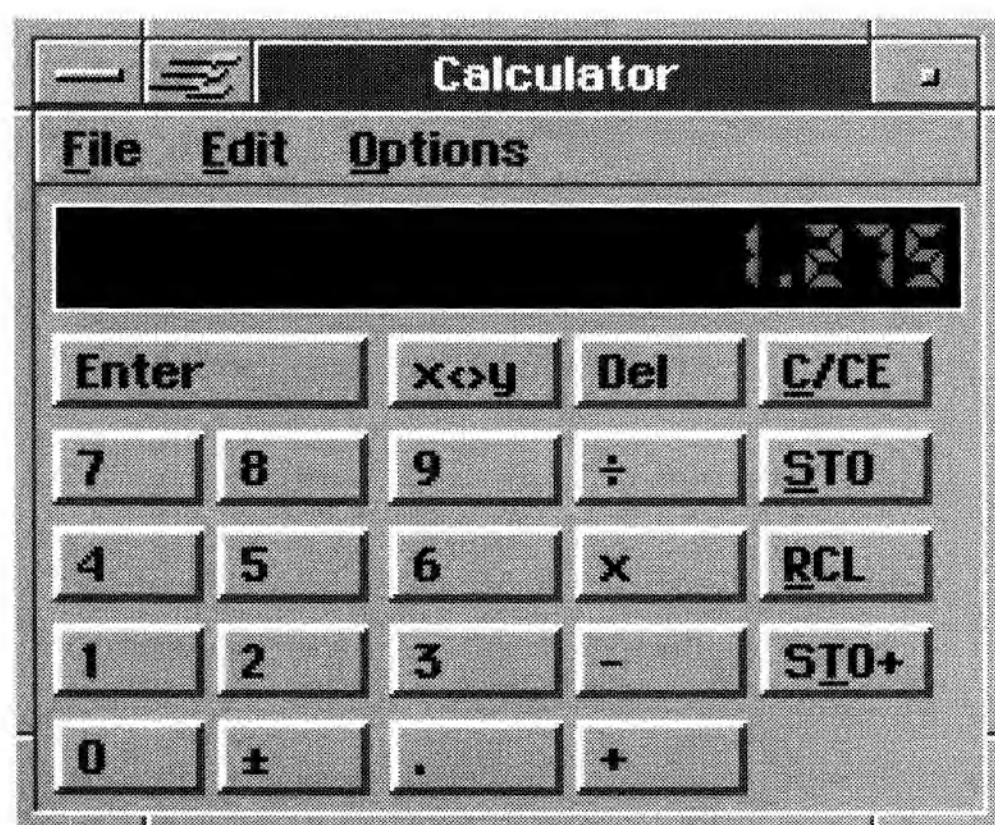 Calculator
File Edit Options
1.275
Enter x<>y Del C/CE
7 8 9 ÷ STO
4 5 6 x RCL
1 2 3 - STO+
0 ± . +